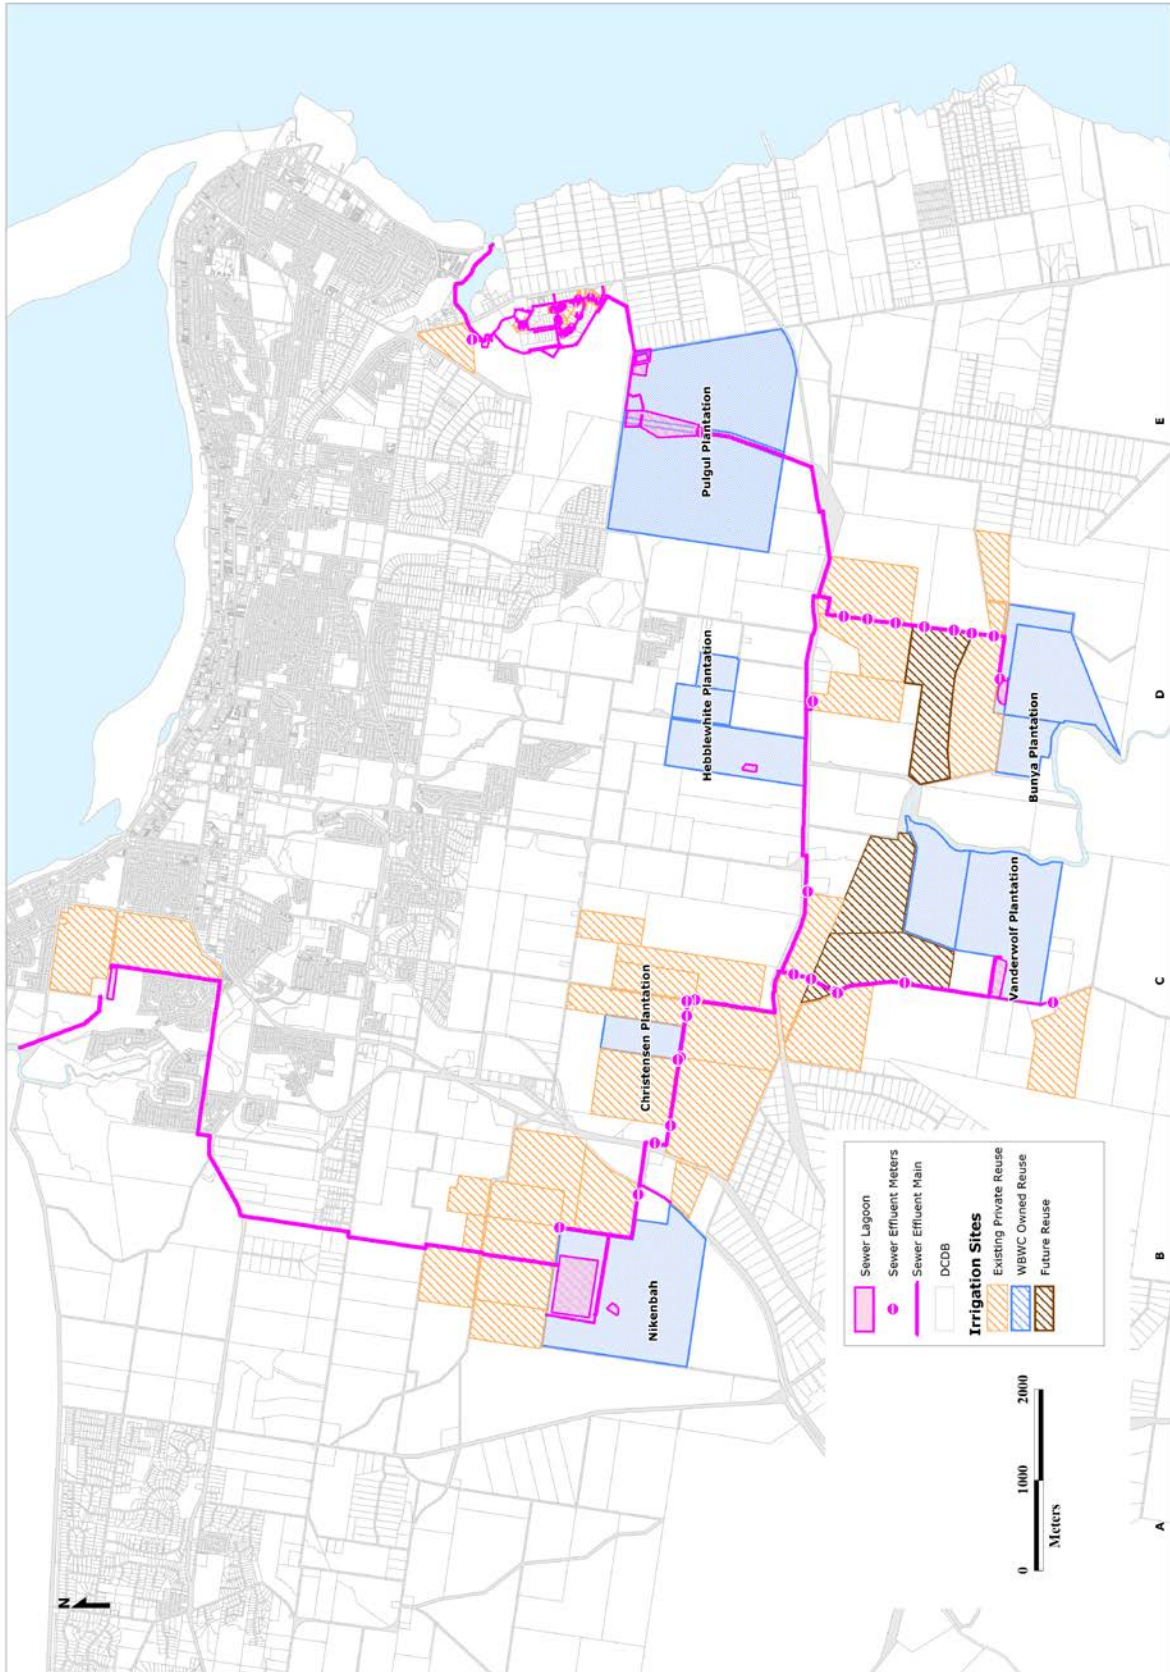 N
Pulgul Plantation
Hebblewhite Plantation
Christensen Plantation
Nikenbah
Bunya Plantation
Vanderwolf Plantation
Sewer Lagoon
Sewer Effluent Meters
Sewer Effluent Main
DCDB
Irrigation Sites
Existing Private Reuse
WBWC Owned Reuse
Future Reuse
0 1000 2000
Meters
A B C D E